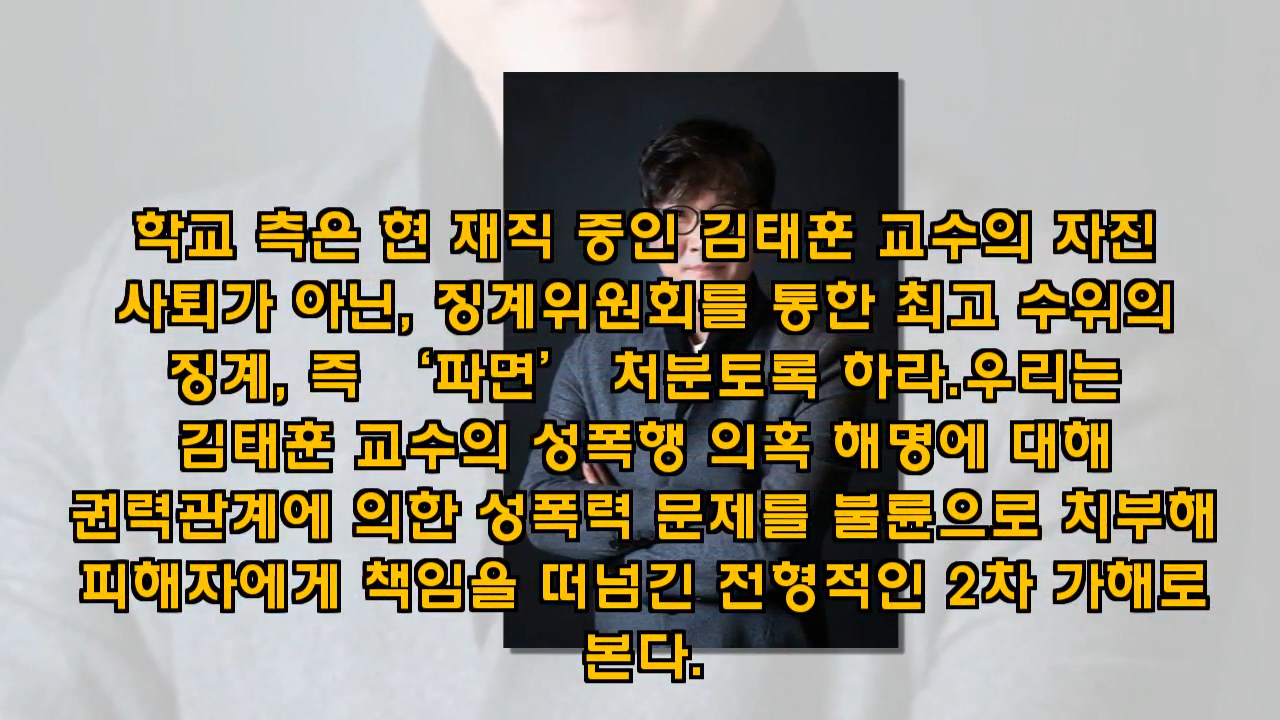 학교 측은 현 재직 중인 김태훈 교수의 자진
사퇴가 아닌, 징계위원회를 통한 최고 수위의
징계, 즉 ‘파면’ 처분토록 하라.우리는
김태훈 교수의 성폭행 의혹 해명에 대해
권력관계에 의한 성폭력 문제를 불륜으로 치부해
피해자에게 책임을 떠넘긴 전형적인 2차 가해로
본다.